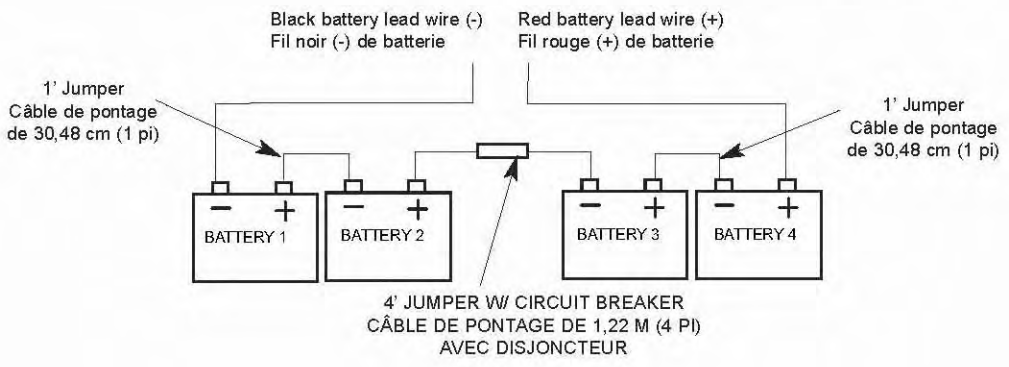 Black battery lead wire (-)
Fil noir (-) de batterie
Red battery lead wire (+)
Fil rouge (+) de batterie
1' Jumper
Câble de pontage
de 30,48 cm (1 pi)
1' Jumper
Câble de pontage
de 30,48 cm (1 pi)
− +
BATTERY 1
− +
BATTERY 2
− +
BATTERY 3
− +
BATTERY 4
4' JUMPER W/ CIRCUIT BREAKER
CÂBLE DE PONTAGE DE 1,22 M (4 PI)
AVEC DISJONCTEUR